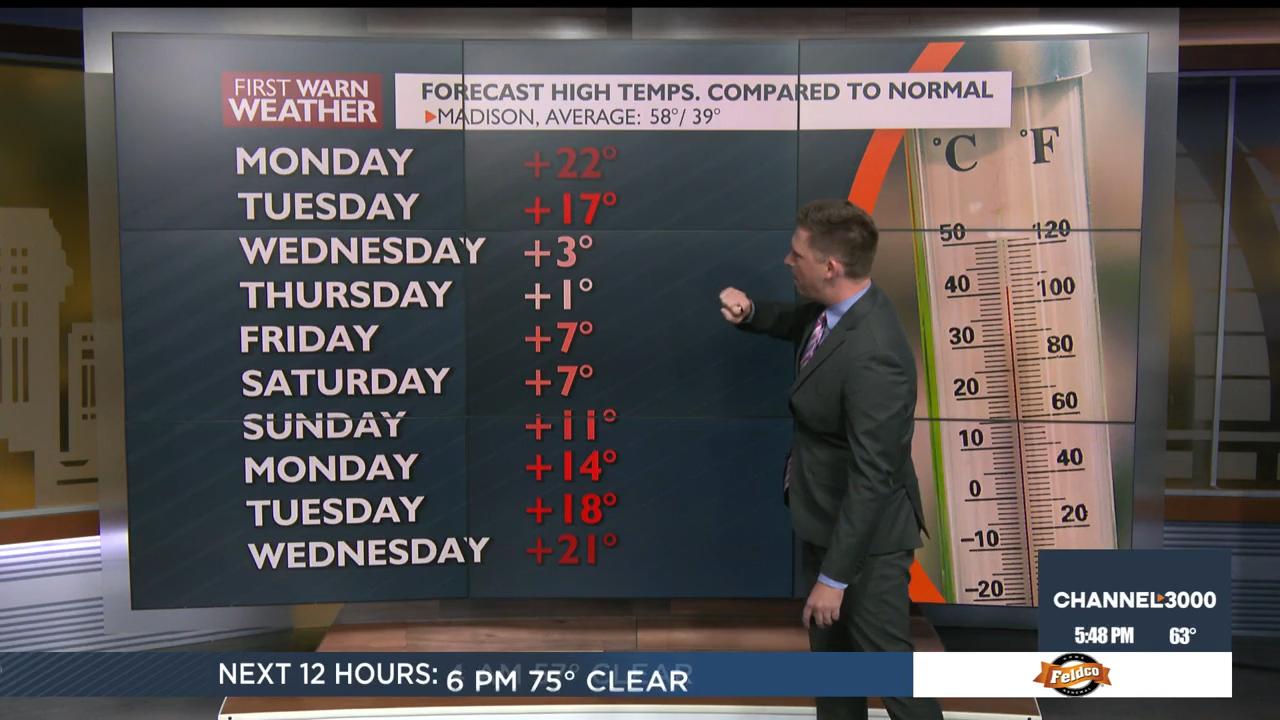 FIRST WARN
WEATHER
FORECAST HIGH TEMPS. COMPARED TO NORMAL
▶MADISON, AVERAGE: 58°/ 39°
MONDAY +22°
TUESDAY +17°
WEDNESDAY +3°
THURSDAY +1°
FRIDAY +7°
SATURDAY +7°
SUNDAY +11°
MONDAY +14°
TUESDAY +18°
WEDNESDAY +21°
°C °F
50 120
40 100
30 80
20 60
10 40
0 20
-10
-20
CHANNEL3000
5:48 PM 63°
NEXT 12 HOURS: 6 PM 75° CLEAR
Feldco